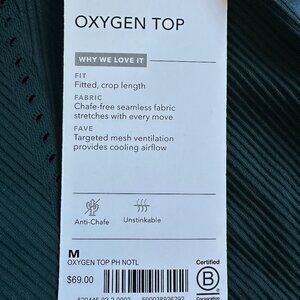 OXYGEN TOP
WHY WE LOVE IT
FIT
Fitted, crop length
FABRIC
Chafe-free seamless fabric
stretches with every move
FAVE
Targeted mesh ventilation
provides cooling airflow
Anti-Chafe Unstinkable
M
OXYGEN TOP PH NOTL
$69.00
Certified
B